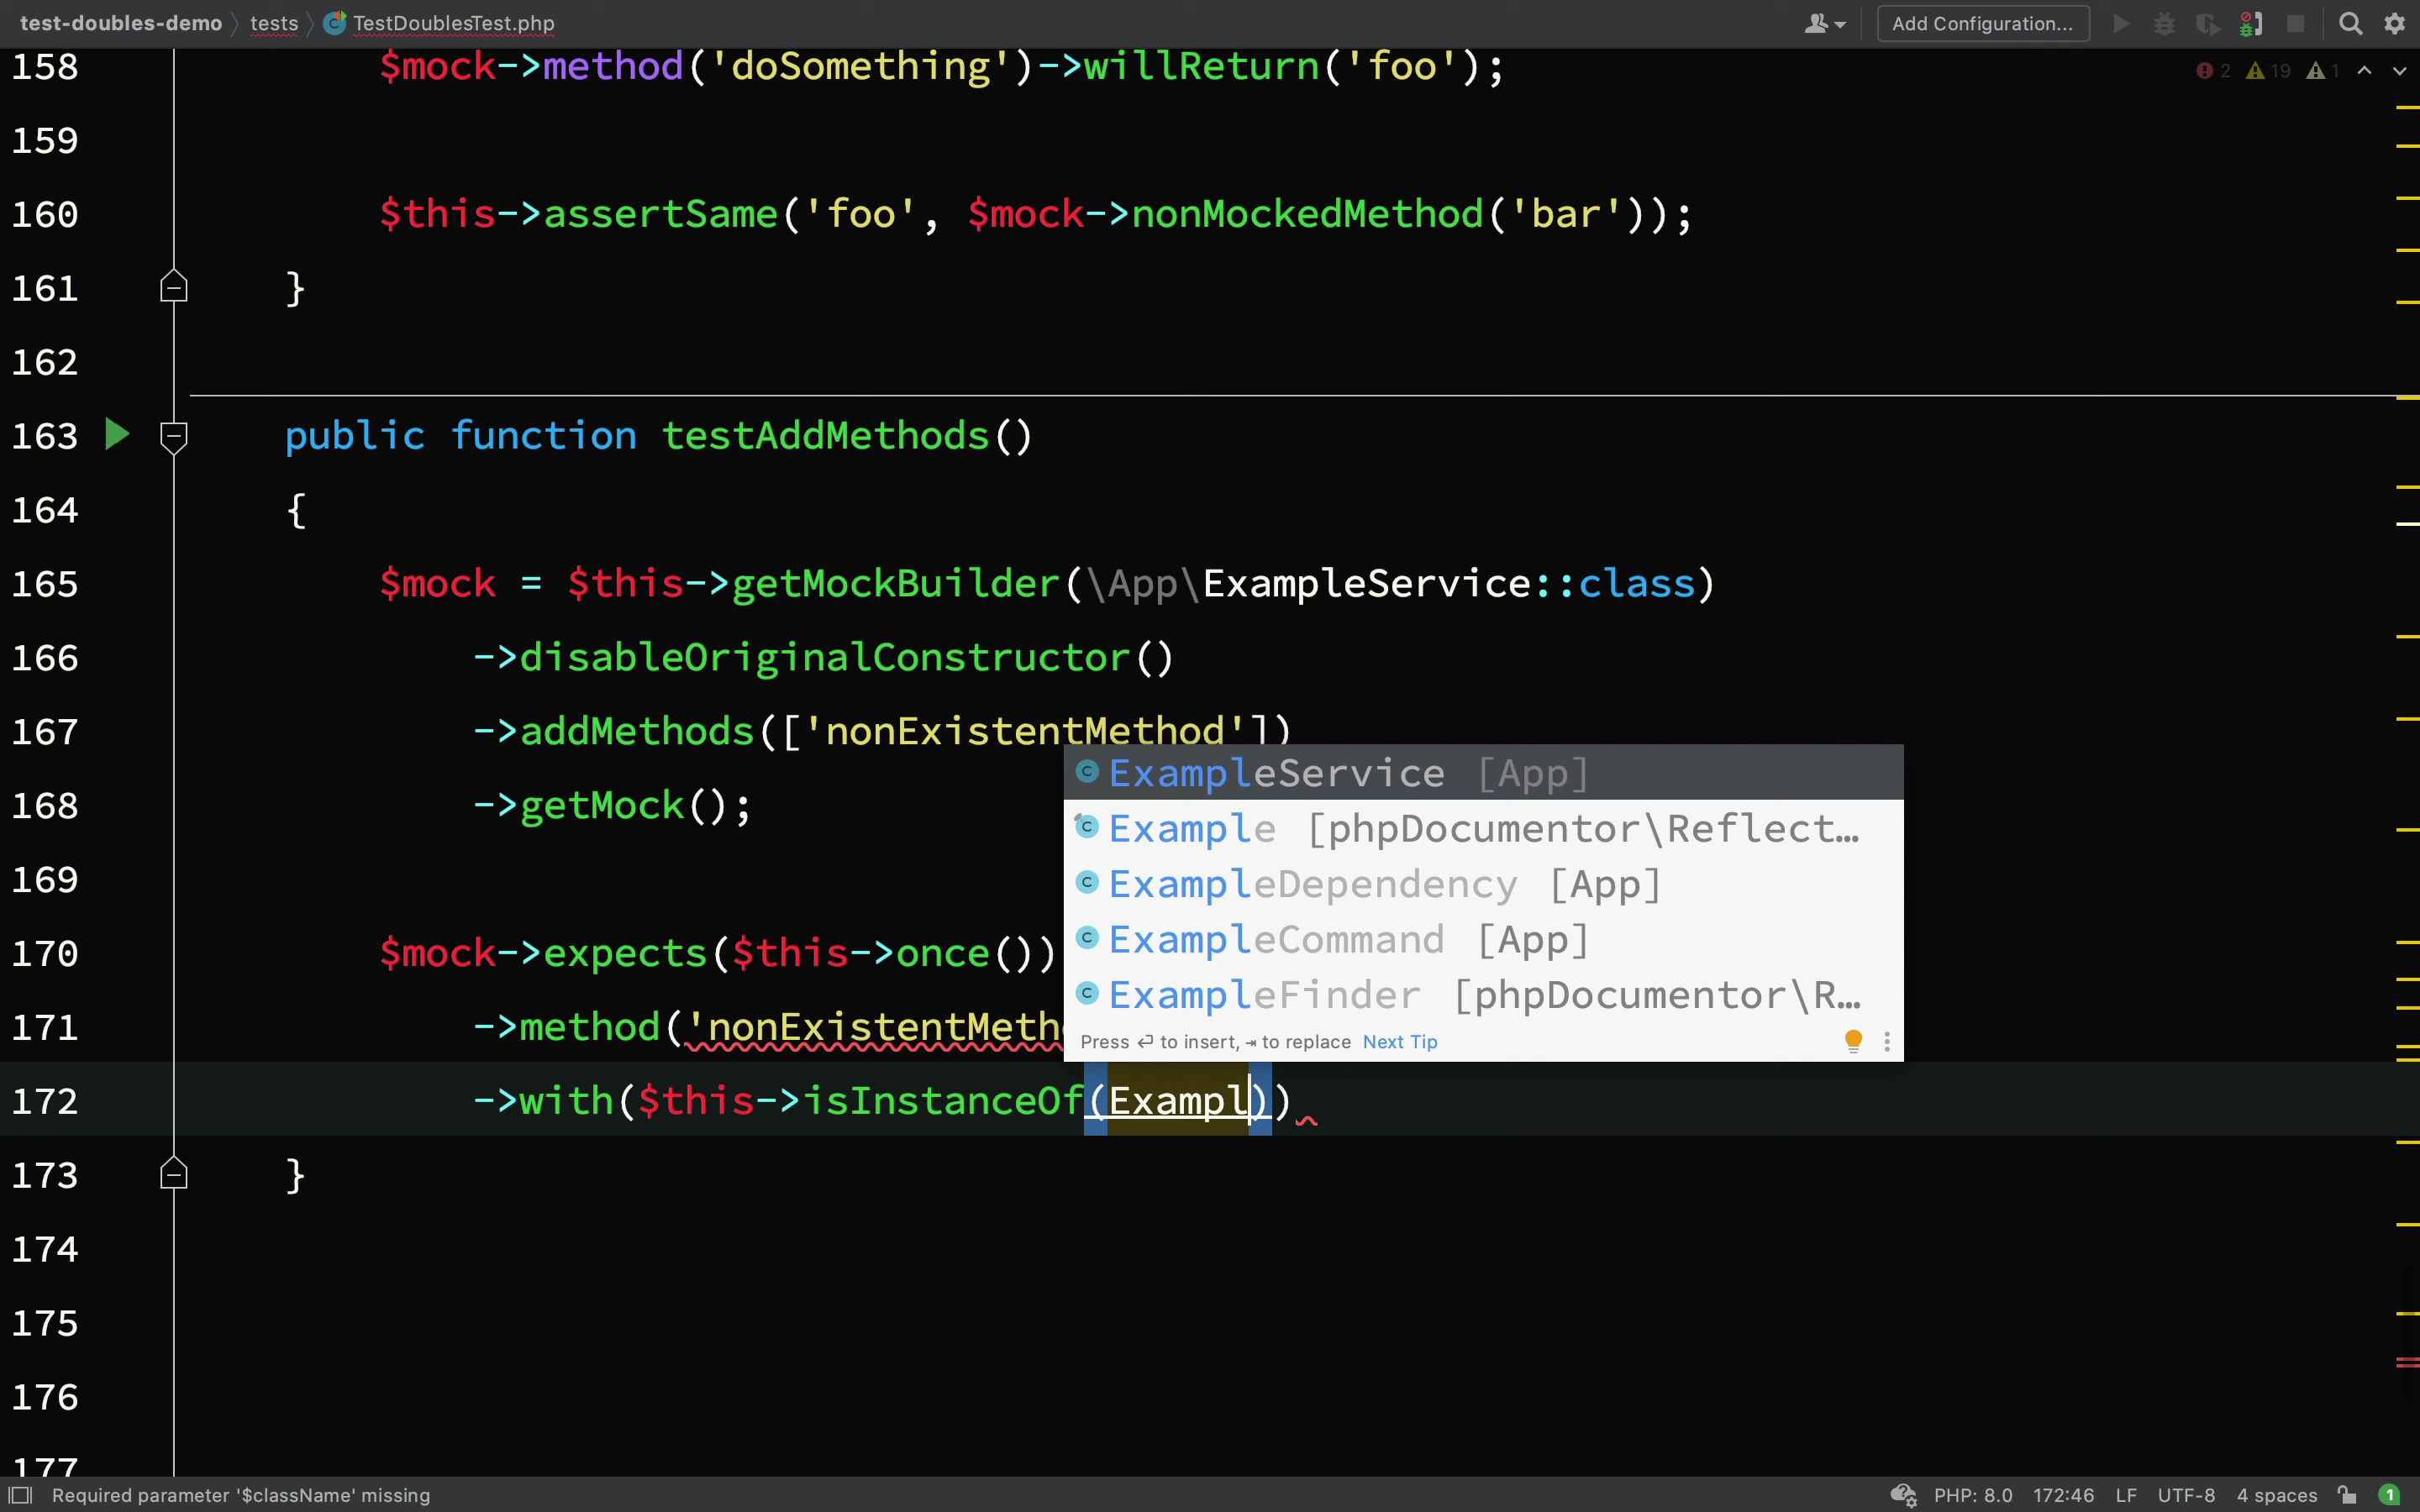 test-doubles-demo tests TestDoublesTest.php Add Configuration...
158 $mock->method('doSomething')->willReturn('foo');
2 19 1
159
160 $this->assertSame('foo', $mock->nonMockedMethod('bar'));
161 }
162
163 public function testAddMethods()
164 {
165 $mock = $this->getMockBuilder(\App\ExampleService::class)
166 ->disableOriginalConstructor()
167 ->addMethods(['nonExistentMethod'])
ExampleService [App]
168 ->getMock();
Example [phpDocumentor\Reflect…
169
ExampleDependency [App]
170 $mock->expects($this->once())
ExampleCommand [App]
ExampleFinder [phpDocumentor\R…
171 ->method('nonExistentMetho
Press ↩ to insert, ⇥ to replace Next Tip
172 ->with($this->isInstanceOf(Exampl))
173 }
174
175
176
177
Required parameter '$className' missing PHP: 8.0 172:46 LF UTF-8 4 spaces 1